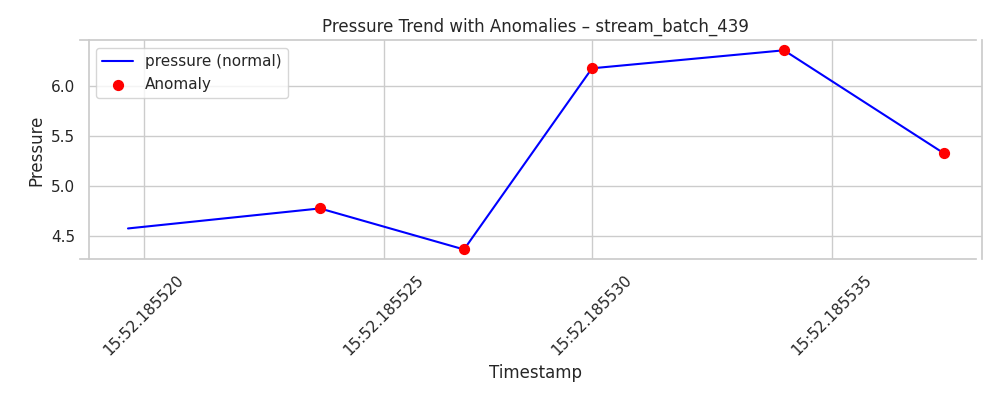 Pressure Trend with Anomalies – stream_batch_439
pressure (normal)
Anomaly
Pressure
6.0
5.5
5.0
4.5
15:52.185520
15:52.185525
15:52.185530
15:52.185535
Timestamp